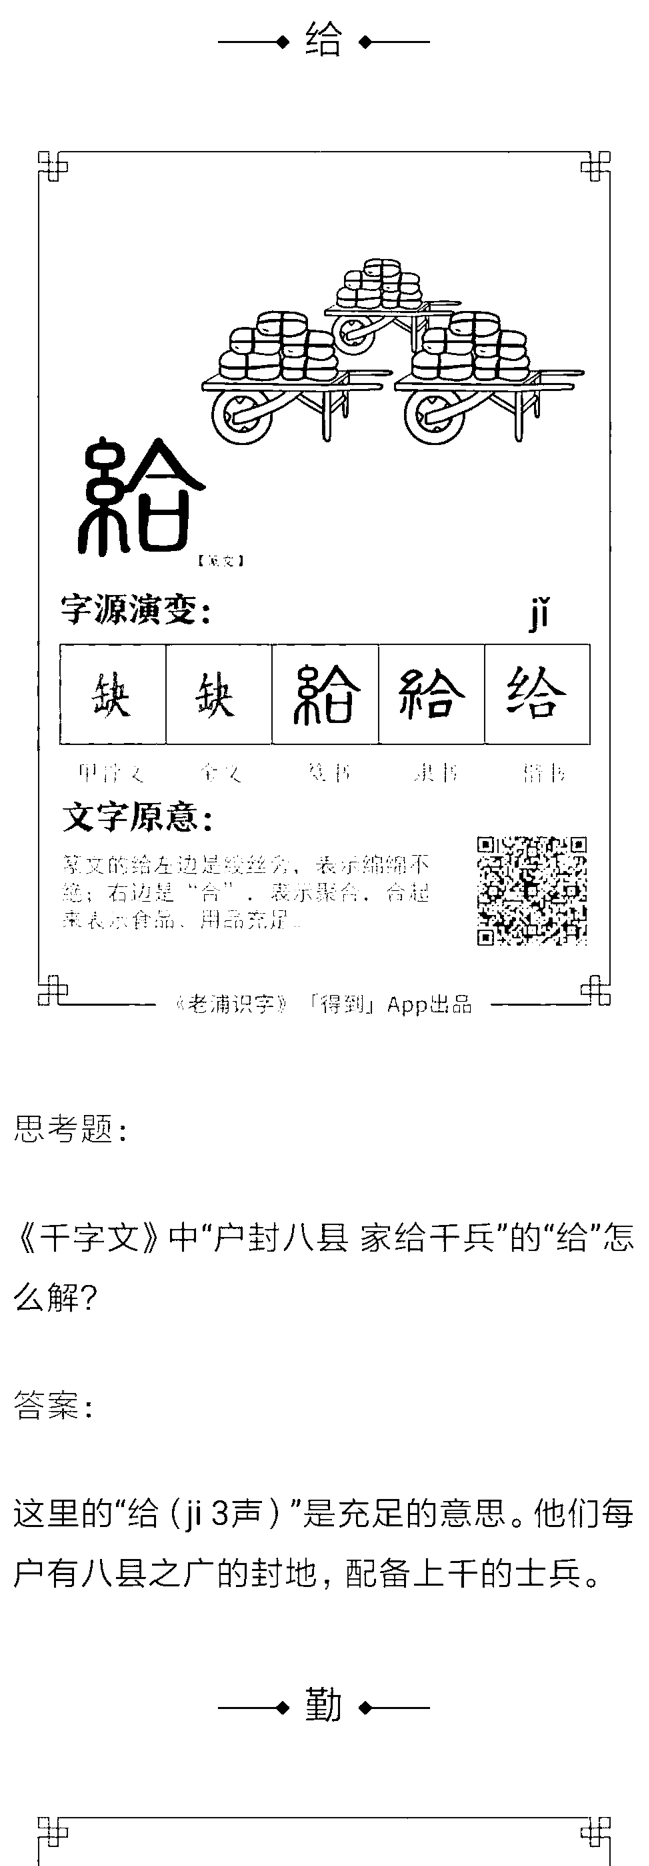 给
給
【篆文】
字源演变：
jǐ
缺 缺 給 給 给
甲骨文 金文 篆书 隶书 楷书
文字原意：
篆文的给左边是绞丝旁，表示绵绵不
绝；右边是“合”，表示聚合，合起
来表示食品、用品充足。
《老浦识字》「得到」App出品
思考题：
《千字文》中“户封八县 家给千兵”的“给”怎
么解？
答案：
这里的“给（ji 3声）”是充足的意思。他们每
户有八县之广的封地，配备上千的士兵。
勤